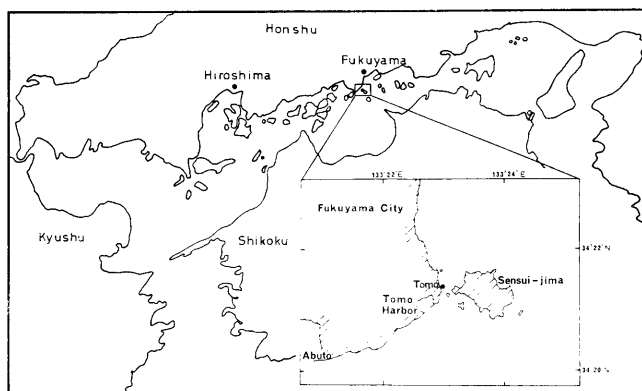 Honshu
Fukuyama
Hiroshima
133°22'E
133°24'E
Fukuyama City
Kyushu
Shikoku
34°22'N
Sensui-jima
Tomo
Tomo
Harbor
Abuto
34°20'N